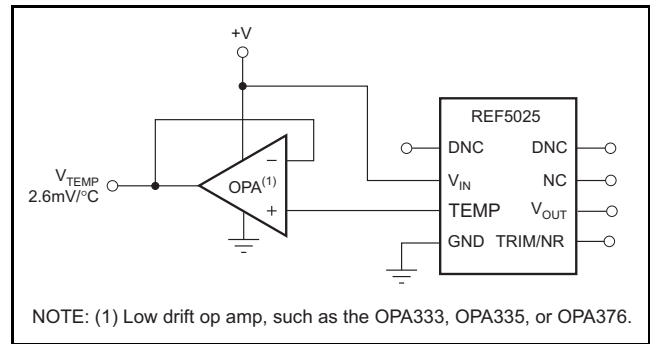 +V
REF5025
DNC
DNC
V_IN
NC
TEMP
V_OUT
GND
TRIM/NR
V_TEMP
2.6mV/°C
OPA(1)
−
+
NOTE: (1) Low drift op amp, such as the OPA333, OPA335, or OPA376.